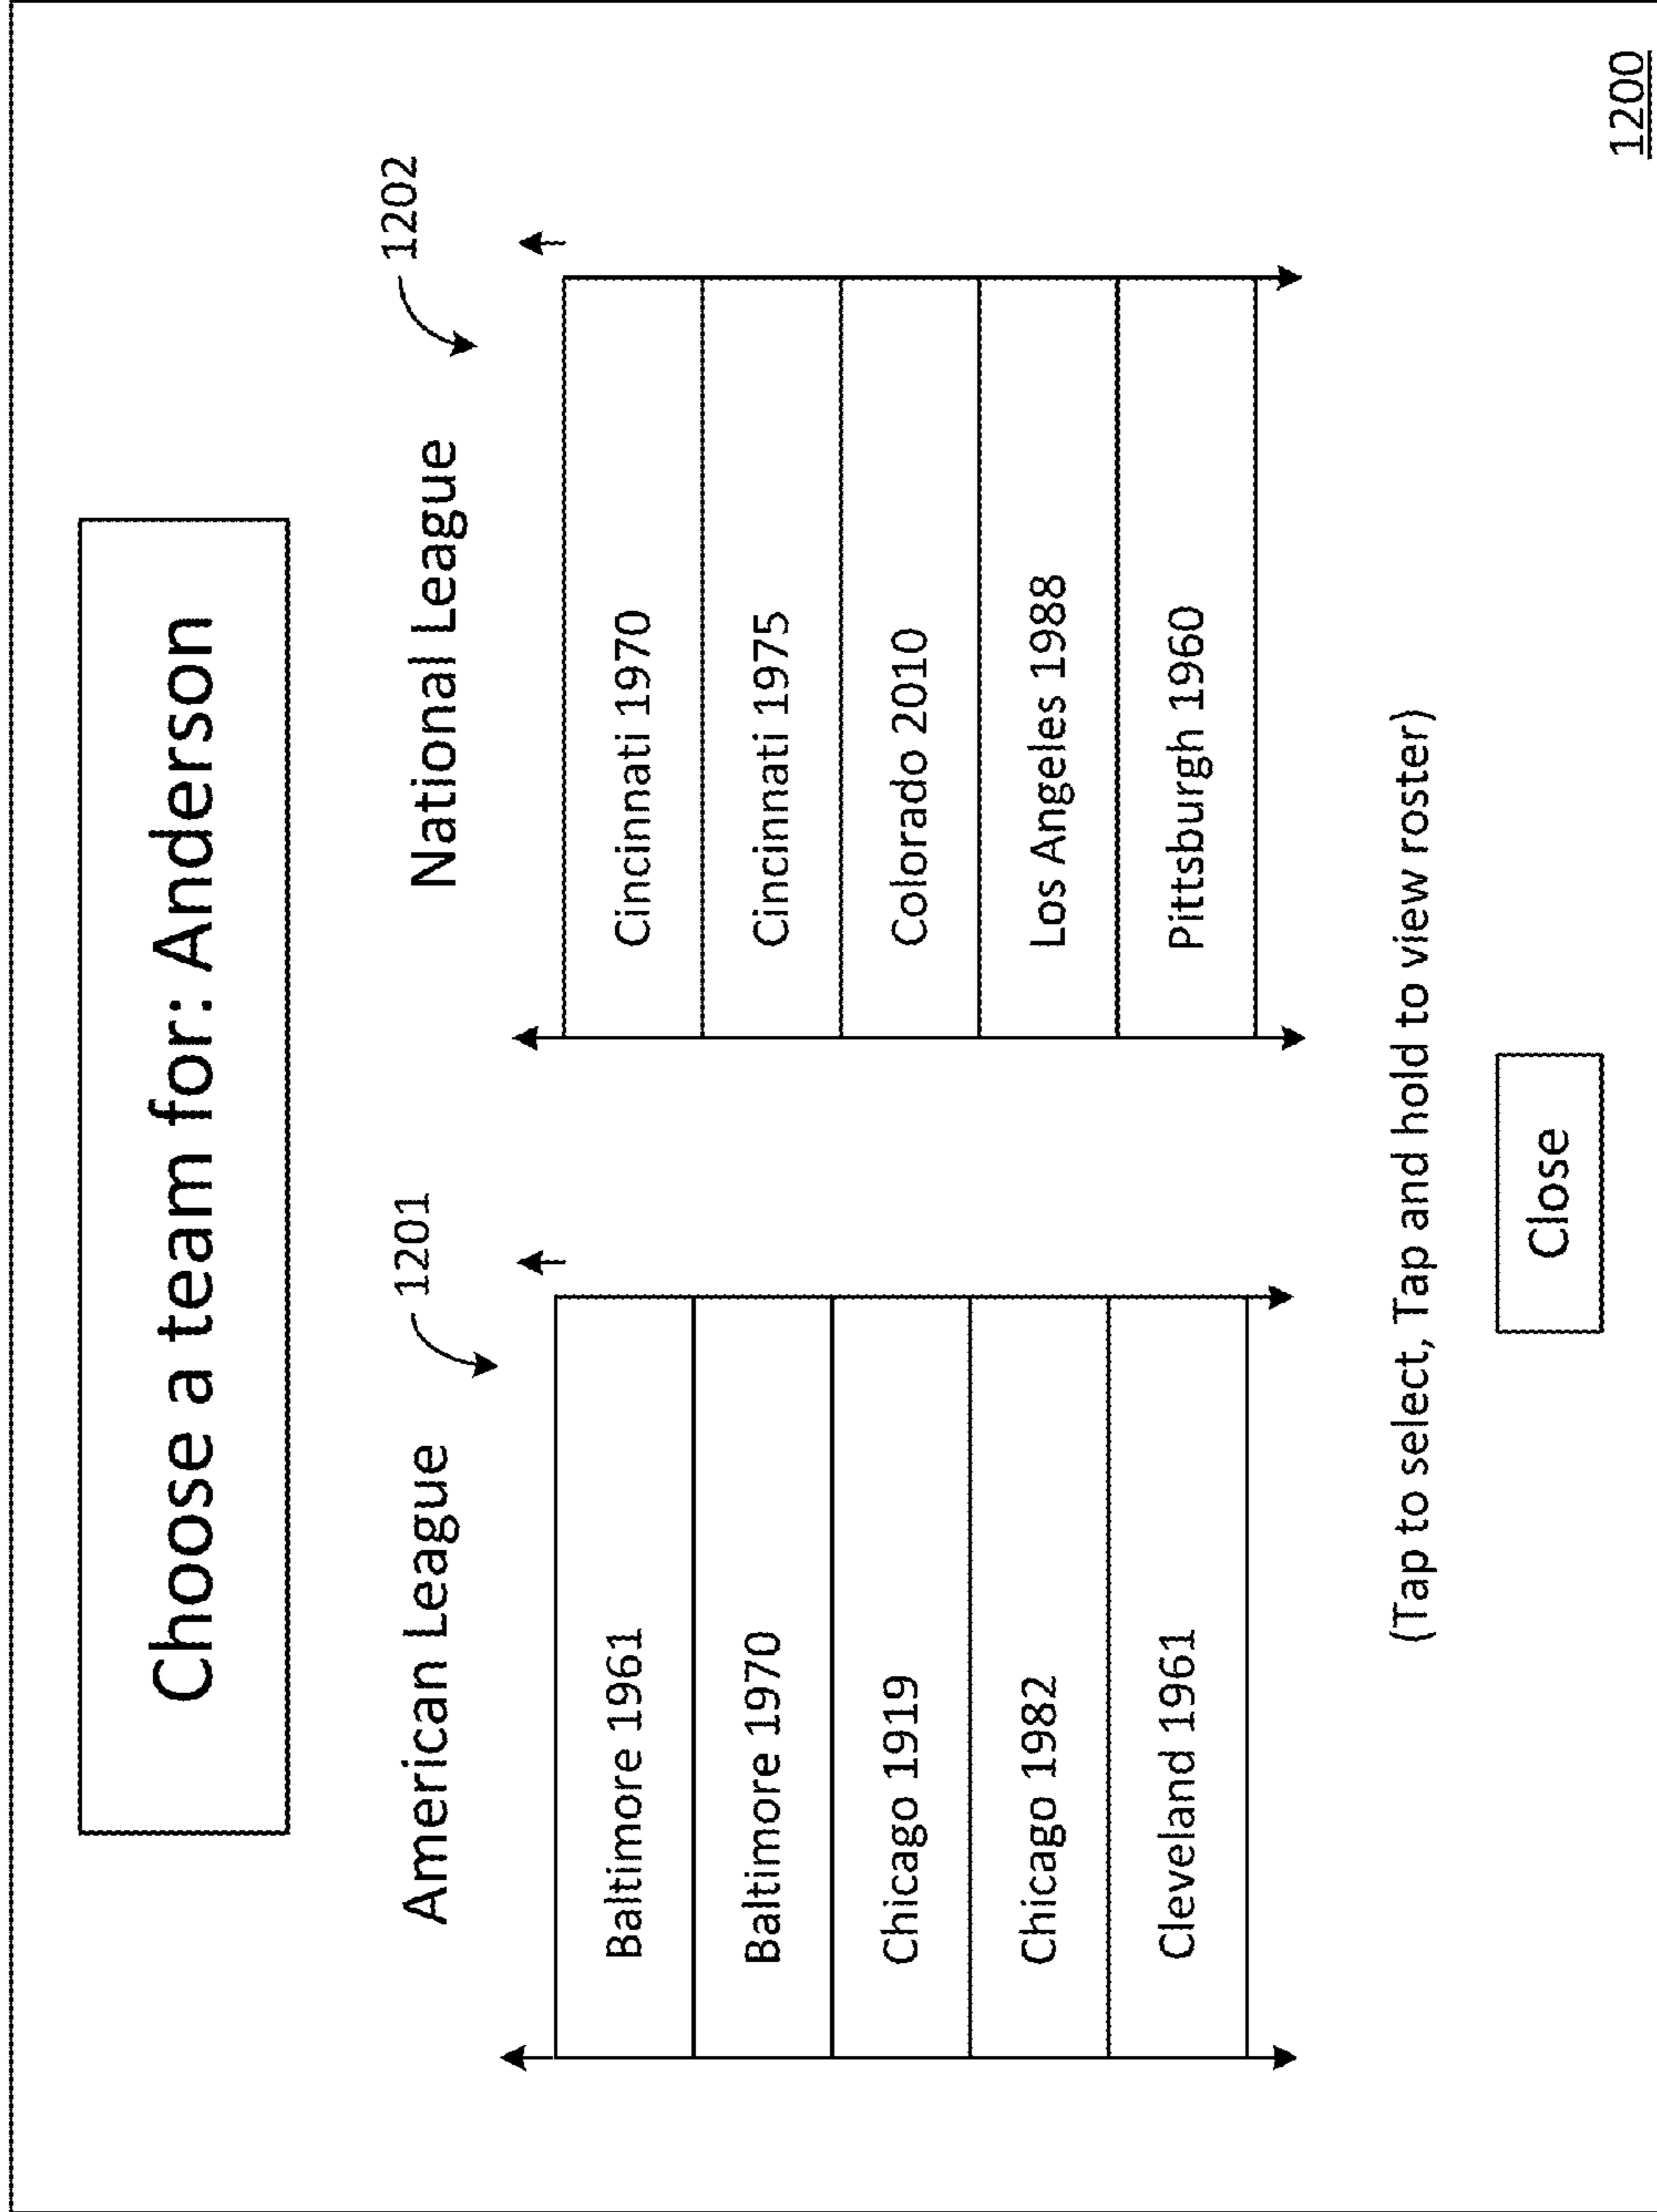 Choose a team for: Anderson
American League
1201
Baltimore 1961
Baltimore 1970
Chicago 1919
Chicago 1982
Cleveland 1961
National League
1202
Cincinnati 1970
Cincinnati 1975
Colorado 2010
Los Angeles 1988
Pittsburgh 1960
(Tap to select, Tap and hold to view roster)
Close
1200